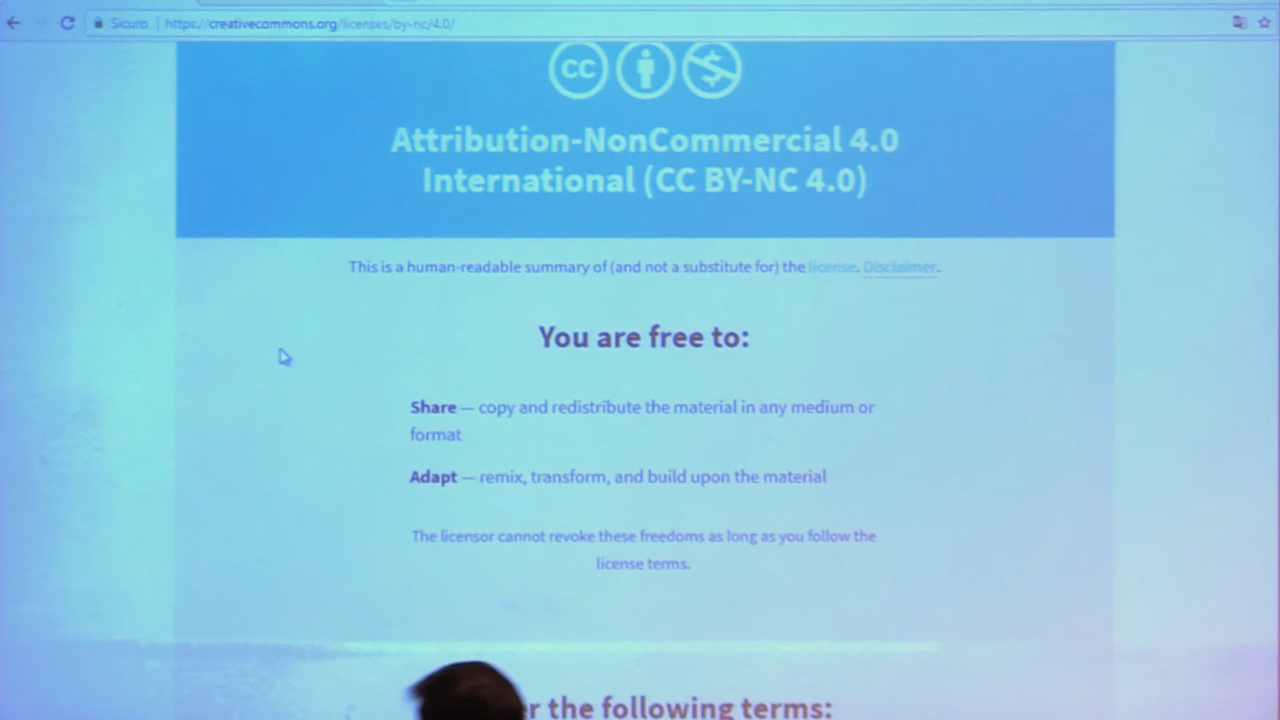 Sicuro | https://creativecommons.org/licenses/by-nc/4.0/
cc
Attribution-NonCommercial 4.0
International (CC BY-NC 4.0)
This is a human-readable summary of (and not a substitute for) the license. Disclaimer.
You are free to:
Share — copy and redistribute the material in any medium or
format
Adapt — remix, transform, and build upon the material
The licensor cannot revoke these freedoms as long as you follow the
license terms.
r the following terms: